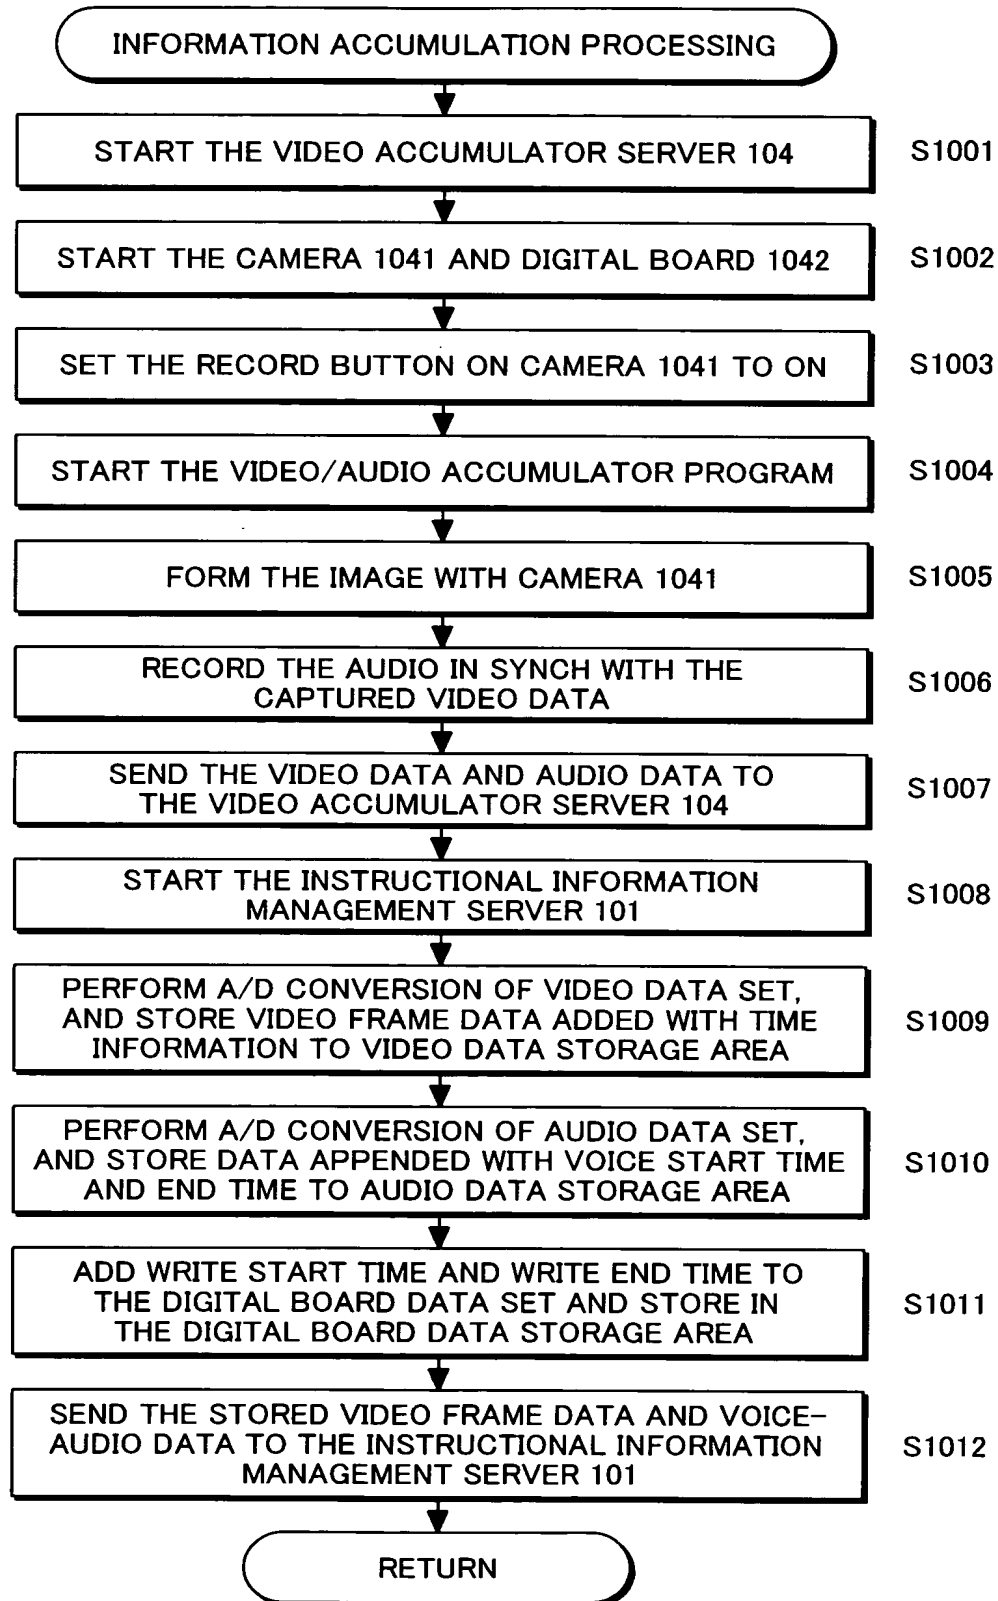 INFORMATION ACCUMULATION PROCESSING
START THE VIDEO ACCUMULATOR SERVER 104
S1001
START THE CAMERA 1041 AND DIGITAL BOARD 1042
S1002
SET THE RECORD BUTTON ON CAMERA 1041 TO ON
S1003
START THE VIDEO/AUDIO ACCUMULATOR PROGRAM
S1004
FORM THE IMAGE WITH CAMERA 1041
S1005
RECORD THE AUDIO IN SYNCH WITH THE
CAPTURED VIDEO DATA
S1006
SEND THE VIDEO DATA AND AUDIO DATA TO
THE VIDEO ACCUMULATOR SERVER 104
S1007
START THE INSTRUCTIONAL INFORMATION
MANAGEMENT SERVER 101
S1008
PERFORM A/D CONVERSION OF VIDEO DATA SET,
AND STORE VIDEO FRAME DATA ADDED WITH TIME
INFORMATION TO VIDEO DATA STORAGE AREA
S1009
PERFORM A/D CONVERSION OF AUDIO DATA SET,
AND STORE DATA APPENDED WITH VOICE START TIME
AND END TIME TO AUDIO DATA STORAGE AREA
S1010
ADD WRITE START TIME AND WRITE END TIME TO
THE DIGITAL BOARD DATA SET AND STORE IN
THE DIGITAL BOARD DATA STORAGE AREA
S1011
SEND THE STORED VIDEO FRAME DATA AND VOICE-
AUDIO DATA TO THE INSTRUCTIONAL INFORMATION
MANAGEMENT SERVER 101
S1012
RETURN